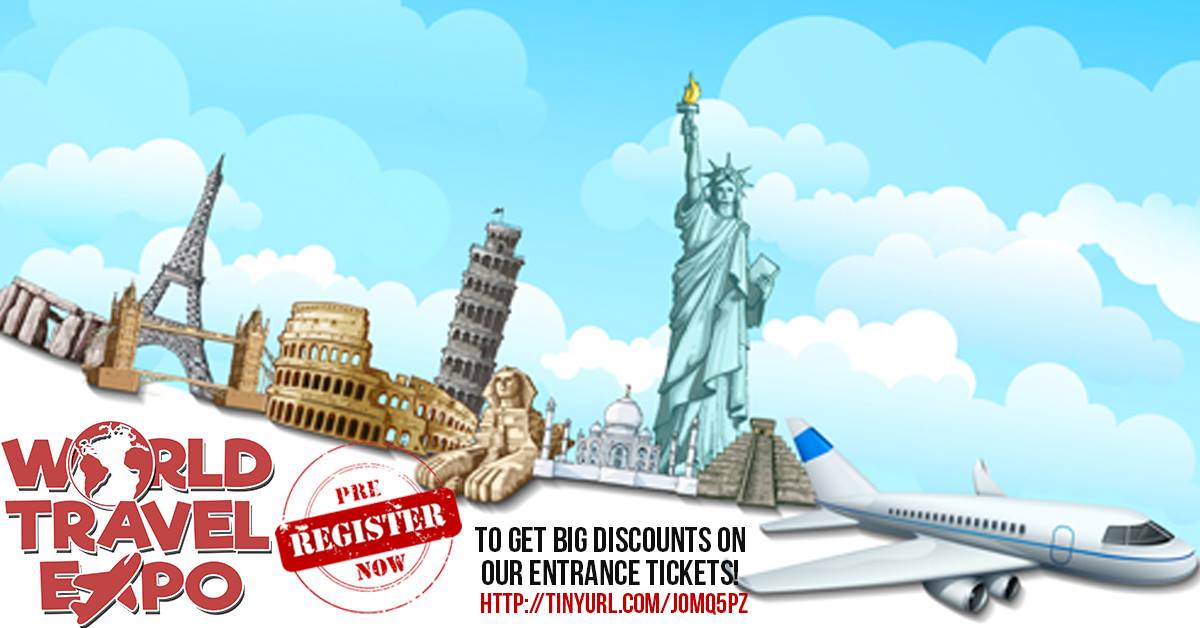 WORLD
TRAVEL
EXPO
PRE
REGISTER
NOW
TO GET BIG DISCOUNTS ON
OUR ENTRANCE TICKETS!
HTTP://TINYURL.COM/JOMQ5PZ